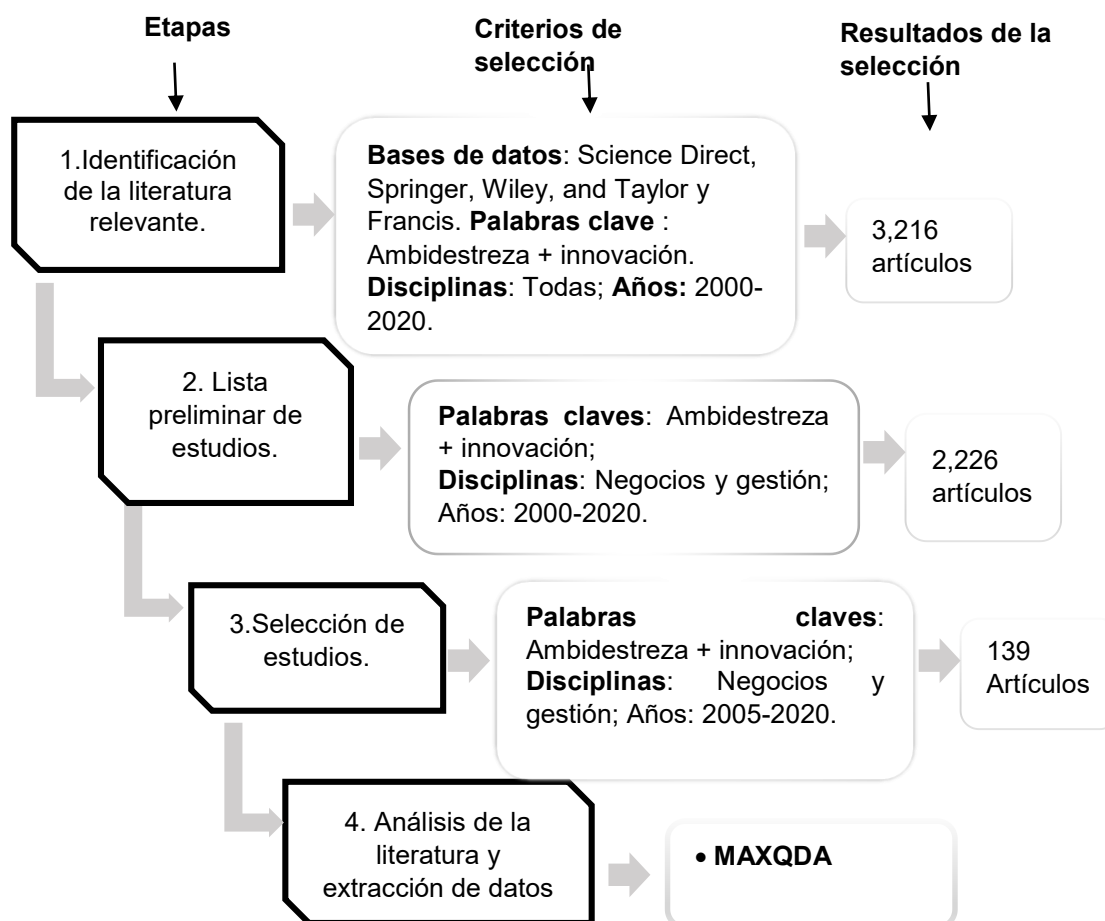 Etapas
Criterios de
selección
Resultados de la
selección
1.Identificación
de la literatura
relevante.
Bases de datos: Science Direct,
Springer, Wiley, and Taylor y
Francis. Palabras clave :
Ambidestreza + innovación.
Disciplinas: Todas; Años: 2000-
2020.
3,216
artículos
2. Lista
preliminar de
estudios.
Palabras claves: Ambidestreza
+ innovación;
Disciplinas: Negocios y gestión;
Años: 2000-2020.
2,226
artículos
3.Selección de
estudios.
Palabras claves:
Ambidestreza + innovación;
Disciplinas: Negocios y
gestión; Años: 2005-2020.
139
Artículos
4. Análisis de la
literatura y
extracción de datos
• MAXQDA